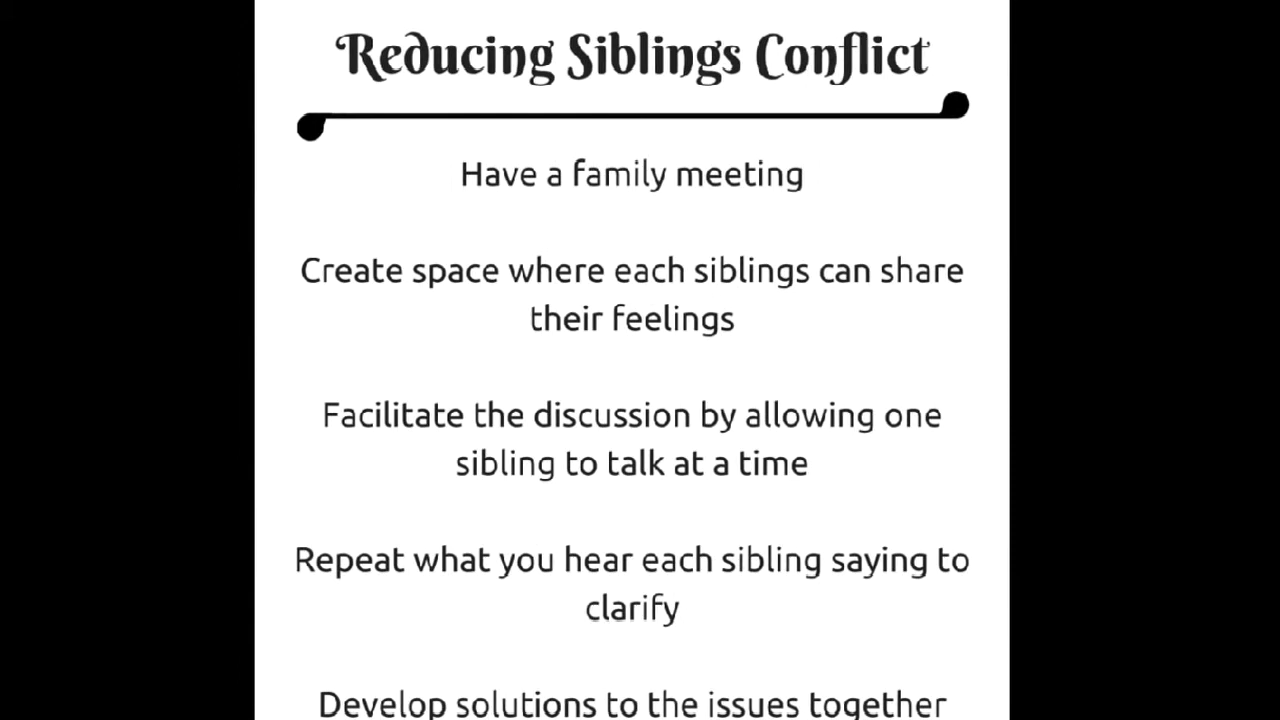 Reducing Siblings Conflict
Have a family meeting
Create space where each siblings can share
their feelings
Facilitate the discussion by allowing one
sibling to talk at a time
Repeat what you hear each sibling saying to
clarify
Develop solutions to the issues together